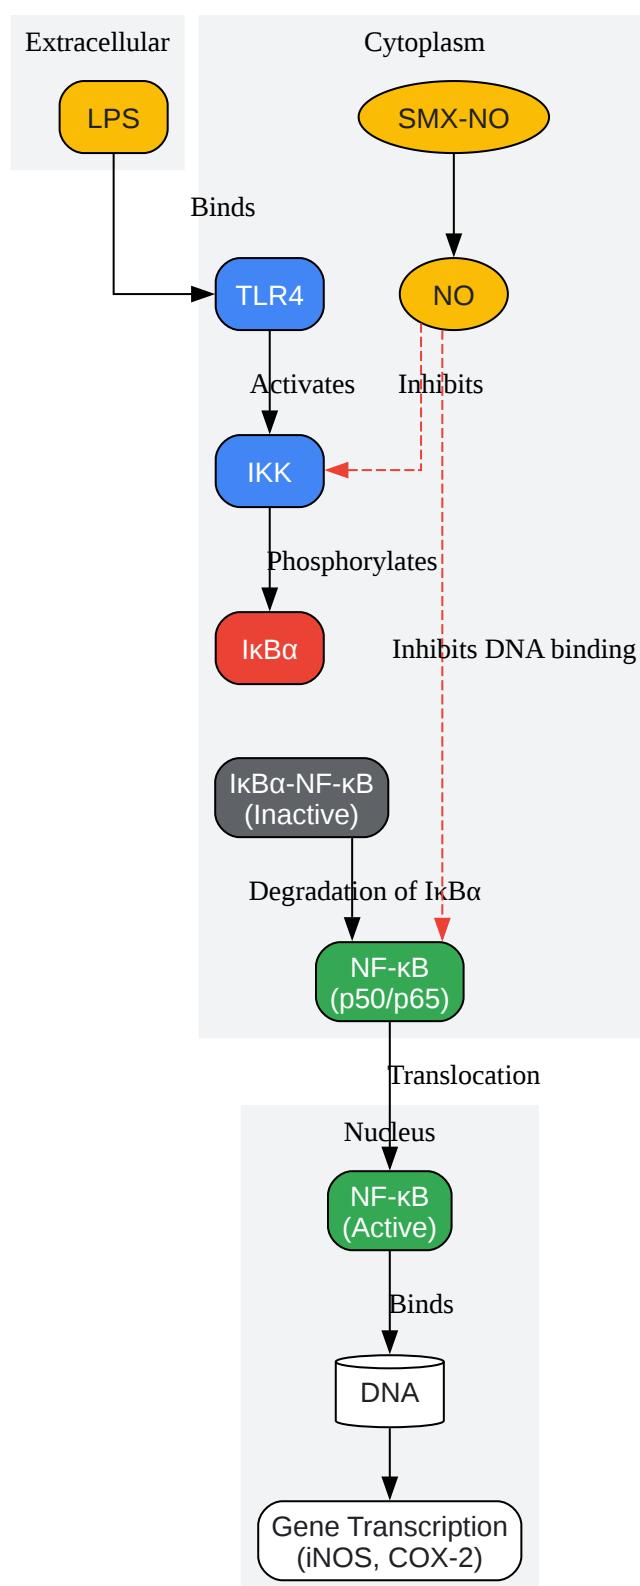 Extracellular
Cytoplasm
LPS
SMX-NO
Binds
TLR4
NO
Activates
Inhibits
IKK
Phosphorylates
IκBα
Inhibits DNA binding
IκBα-NF-κB
(Inactive)
Degradation of IκBα
NF-κB
(p50/p65)
Translocation
Nucleus
NF-κB
(Active)
Binds
DNA
Gene Transcription
(iNOS, COX-2)